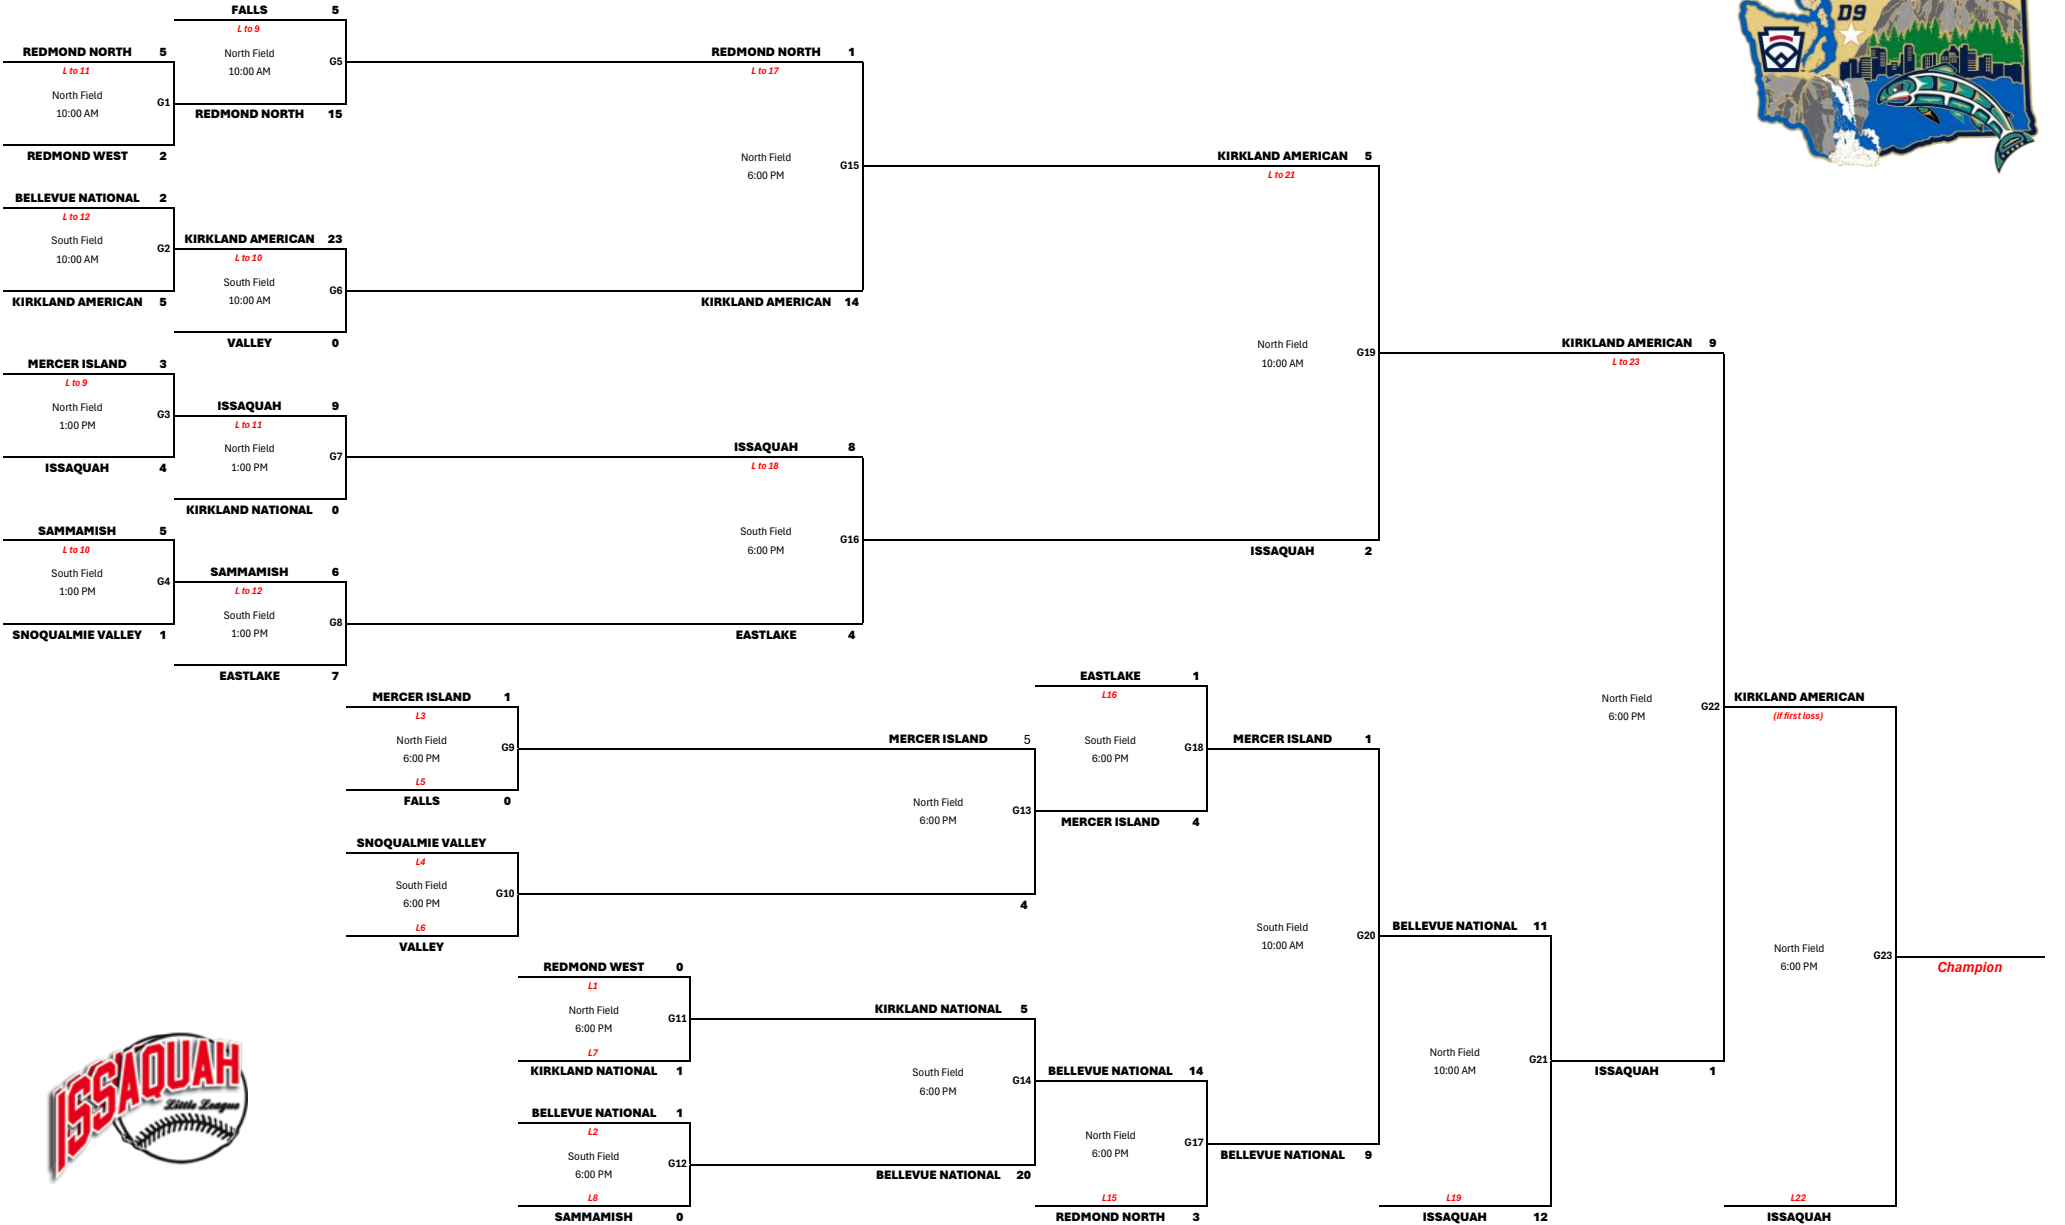 FALLS 5
L to 9
North Field
10:00 AM
G5
REDMOND NORTH 15
REDMOND NORTH 5
L to 11
North Field
10:00 AM
G1
REDMOND WEST 2
BELLEVUE NATIONAL 2
L to 12
South Field
10:00 AM
G2
KIRKLAND AMERICAN 5
KIRKLAND AMERICAN 23
L to 10
South Field
10:00 AM
G6
VALLEY 0
MERCER ISLAND 3
L to 9
North Field
1:00 PM
G3
ISSAQUAH 4
ISSAQUAH 9
L to 11
North Field
1:00 PM
G7
KIRKLAND NATIONAL 0
SAMMAMISH 5
L to 10
South Field
1:00 PM
G4
SNOQUALMIE VALLEY 1
SAMMAMISH 6
L to 12
South Field
1:00 PM
G8
EASTLAKE 7
REDMOND NORTH 1
L to 17
North Field
6:00 PM
G15
KIRKLAND AMERICAN 14
ISSAQUAH 8
L to 18
South Field
6:00 PM
G16
EASTLAKE 4
KIRKLAND AMERICAN 5
L to 21
North Field
10:00 AM
G19
ISSAQUAH 2
KIRKLAND AMERICAN 9
L to 23
North Field
6:00 PM
G22
ISSAQUAH 1
MERCER ISLAND 1
L3
North Field
6:00 PM
G9
L5
FALLS 0
SNOQUALMIE VALLEY
L4
South Field
6:00 PM
G10
L6
VALLEY
MERCER ISLAND 5
North Field
6:00 PM
G13
4
EASTLAKE 1
L16
South Field
6:00 PM
G18
MERCER ISLAND 4
REDMOND WEST 0
L1
North Field
6:00 PM
G11
L7
KIRKLAND NATIONAL 1
BELLEVUE NATIONAL 1
L2
South Field
6:00 PM
G12
L8
SAMMAMISH 0
KIRKLAND NATIONAL 5
South Field
6:00 PM
G14
BELLEVUE NATIONAL 20
BELLEVUE NATIONAL 14
North Field
6:00 PM
G17
L15
REDMOND NORTH 3
MERCER ISLAND 1
South Field
10:00 AM
G20
BELLEVUE NATIONAL 9
BELLEVUE NATIONAL 11
North Field
10:00 AM
G21
L19
ISSAQUAH 12
KIRKLAND AMERICAN
(if first loss)
North Field
6:00 PM
G23
L22
ISSAQUAH
Champion
D9
ISSAQUAH
Little League